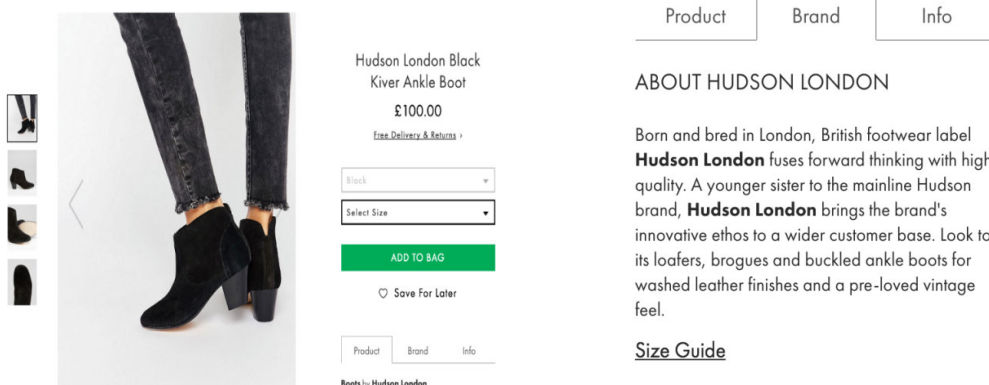 Hudson London Black
Kiver Ankle Boot
£100.00
Free Delivery & Returns ›
Black
Select Size
ADD TO BAG
Save For Later
Product Brand Info
Boots by Hudson London
Product Brand Info
ABOUT HUDSON LONDON
Born and bred in London, British footwear label
Hudson London fuses forward thinking with high
quality. A younger sister to the mainline Hudson
brand, Hudson London brings the brand's
innovative ethos to a wider customer base. Look to
its loafers, brogues and buckled ankle boots for
washed leather finishes and a pre-loved vintage
feel.
Size Guide